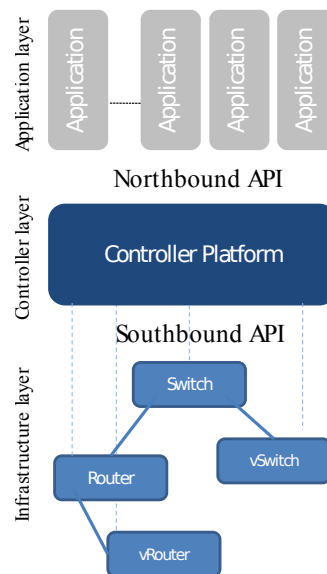 Application layer
Application
Application
Application
Application
Northbound API
Controller layer
Controller Platform
Southbound API
Infrastructure layer
Switch
vSwitch
Router
vRouter